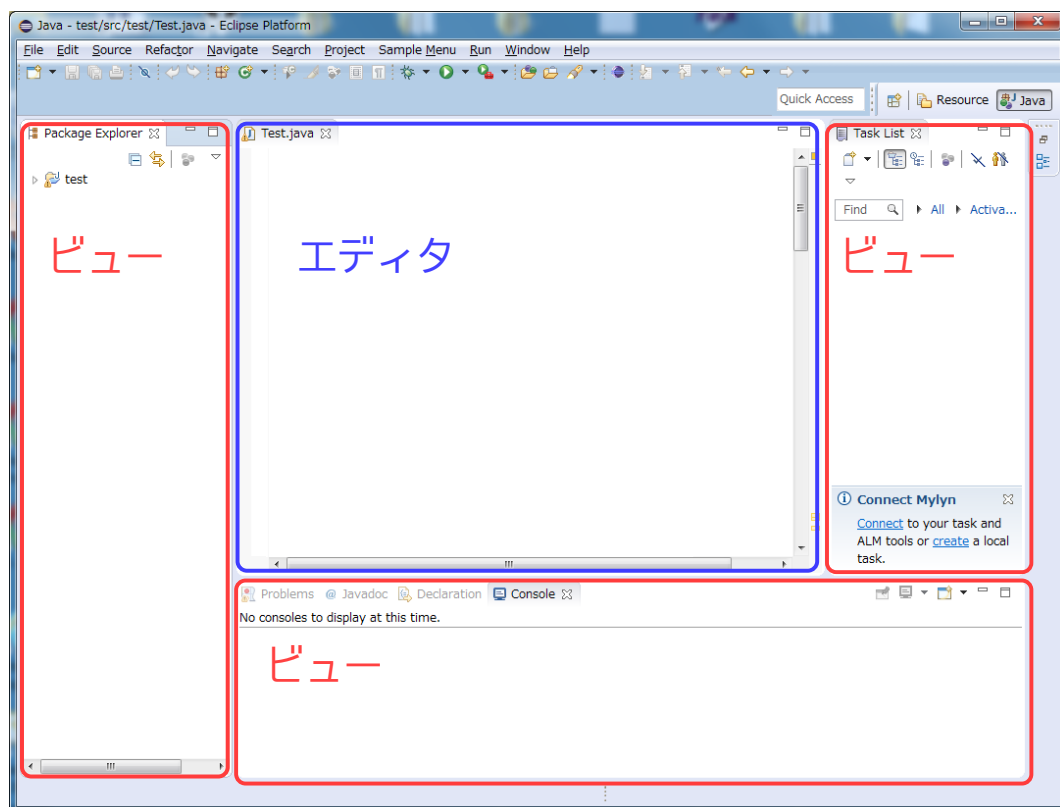 Java - test/src/test/Test.java - Eclipse Platform
File Edit Source Refactor Navigate Search Project Sample Menu Run Window Help
Quick Access Resource Java
Package Explorer
test
ビュー
Test.java
エディタ
Task List
Find All Activa...
ビュー
Connect Mylyn
Connect to your task and
ALM tools or create a local
task.
Problems @ Javadoc Declaration Console
No consoles to display at this time.
ビュー